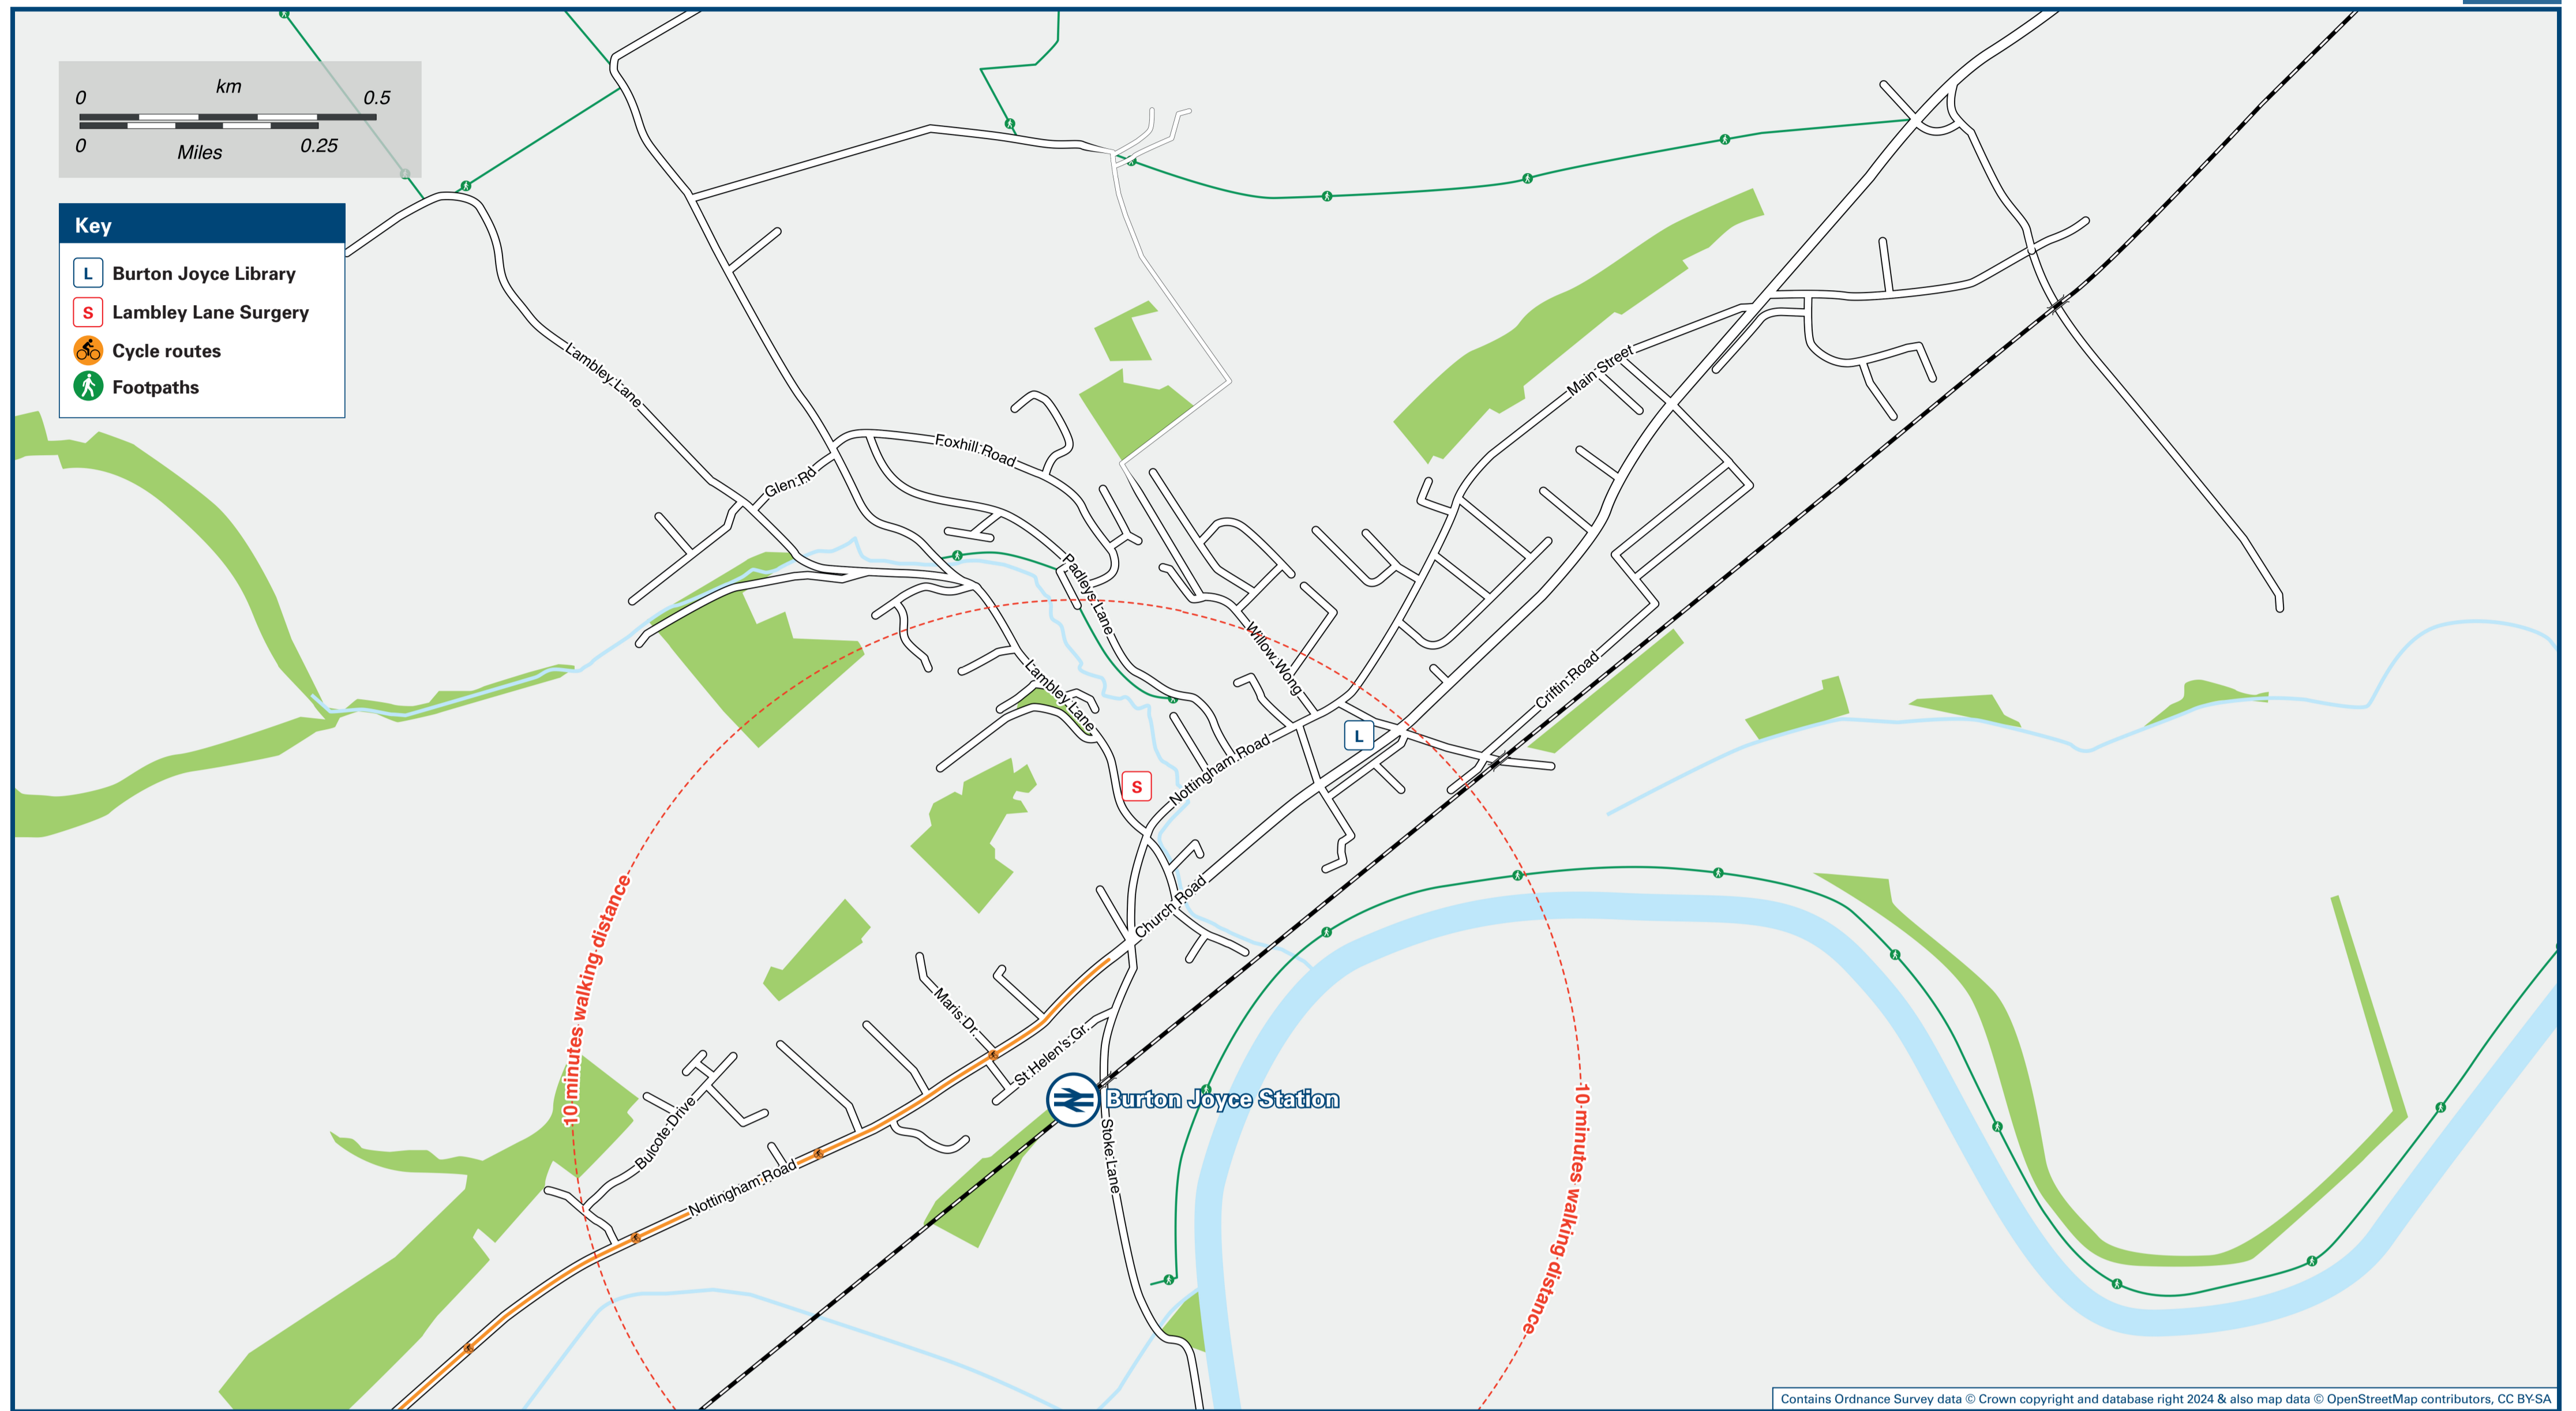 km
0 0.5
0 0.25
Miles
Key
L Burton Joyce Library
S Lambley Lane Surgery
Cycle routes
Footpaths
Lambley Lane
Glen Rd
Foxhill Road
Main Street
Padleys Lane
Willow Wong
Lambley Lane
Criftin Road
L
Nottingham Road
S
Church Road
10 minutes walking distance
Maris Dr.
St Helen's Gr.
Burton Joyce Station
Bulcote Drive
Stoke Lane
Nottingham Road
10 minutes walking distance
Contains Ordnance Survey data © Crown copyright and database right 2024 & also map data © OpenStreetMap contributors, CC BY-SA